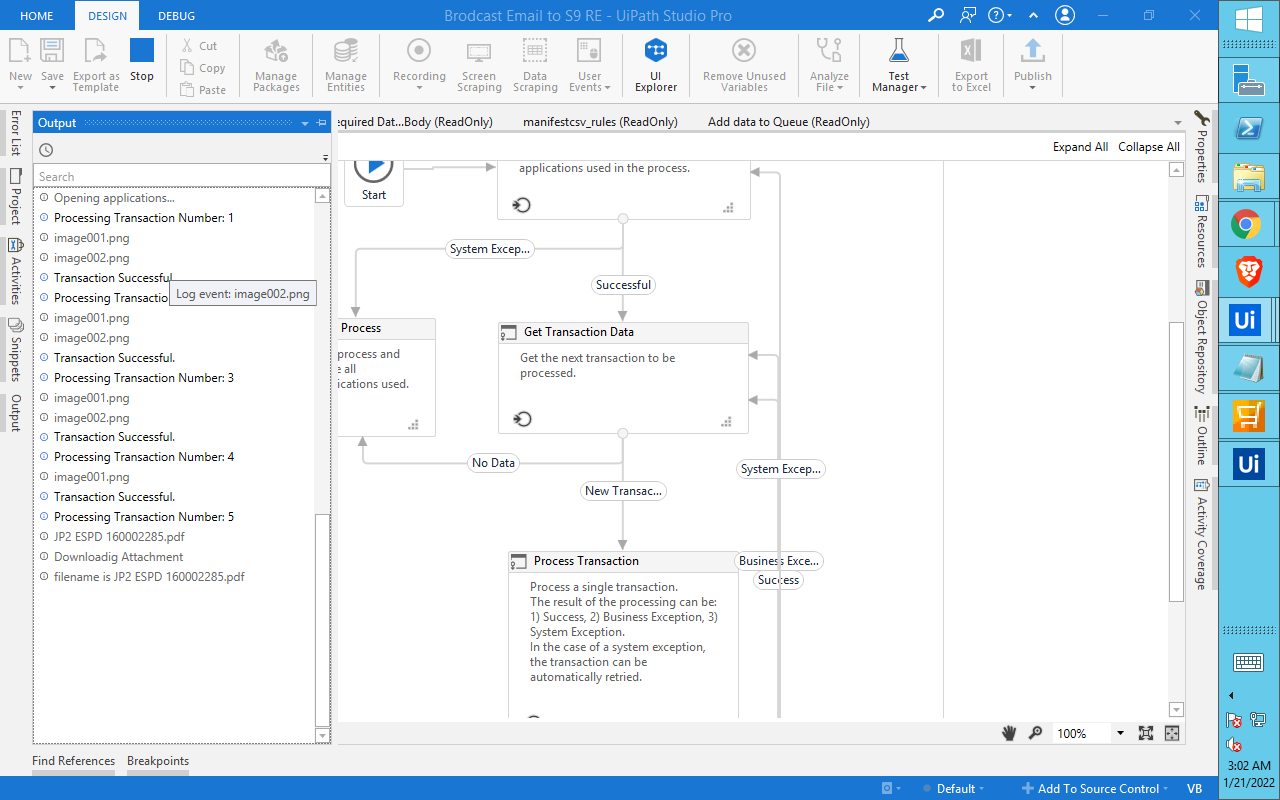 HOME
DESIGN
DEBUG
Brodcast Email to S9 RE - UiPath Studio Pro
New
Save
Export as
Template
Stop
Cut
Copy
Paste
Manage
Packages
Manage
Entities
Recording
Screen
Scraping
Data
Scraping
User
Events
UI
Explorer
Remove Unused
Variables
Analyze
File
Test
Manager
Export
to Excel
Publish
Error List
Project
Activities
Snippets
Output
Output
Search
Opening applications...
Processing Transaction Number: 1
image001.png
image002.png
Transaction Successful
Processing Transactio
Log event: image002.png
image001.png
image002.png
Transaction Successful.
Processing Transaction Number: 3
image001.png
image002.png
Transaction Successful.
Processing Transaction Number: 4
image001.png
Transaction Successful.
Processing Transaction Number: 5
JP2 ESPD 160002285.pdf
Downloadig Attachment
filename is JP2 ESPD 160002285.pdf
equired Dat...Body (ReadOnly)
manifestcsv_rules (ReadOnly)
Add data to Queue (ReadOnly)
Expand All
Collapse All
Start
applications used in the process.
System Excep...
Successful
Process
process and
e all
ications used.
Get Transaction Data
Get the next transaction to be
processed.
No Data
System Excep...
New Transac...
Process Transaction
Business Exce...
Success
Process a single transaction.
The result of the processing can be:
1) Success, 2) Business Exception, 3)
System Exception.
In the case of a system exception,
the transaction can be
automatically retried.
100%
Properties
Resources
Object Repository
Outline
Activity Coverage
Find References
Breakpoints
Default
Add To Source Control
VB
Ui
Ui
3:02 AM
1/21/2022